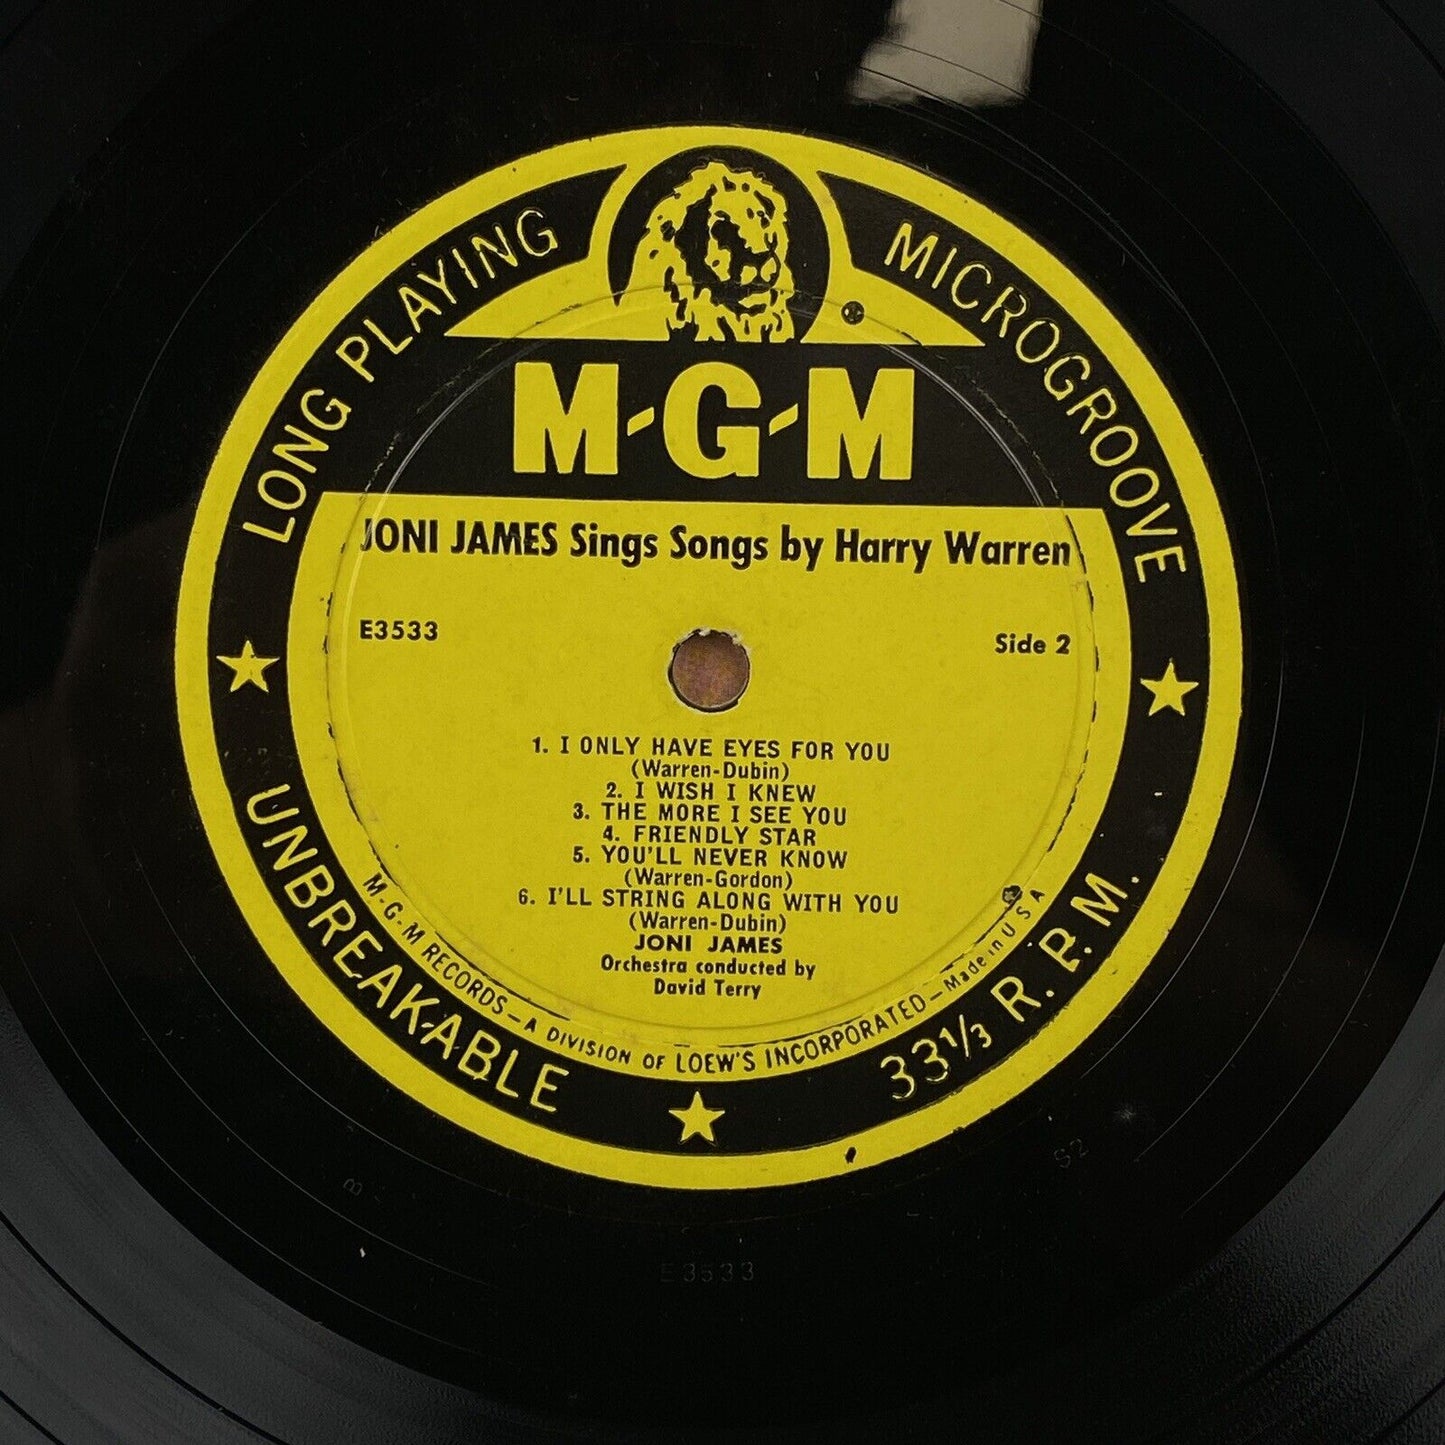 LONG PLAYING
MICROGROOVE
M-G-M
JONI JAMES Sings Songs by Harry Warren
E3533
Side 2
1. I ONLY HAVE EYES FOR YOU
(Warren-Dubin)
2. I WISH I KNEW
3. THE MORE I SEE YOU
4. FRIENDLY STAR
5. YOU'LL NEVER KNOW
(Warren-Gordon)
6. I'LL STRING ALONG WITH YOU
(Warren-Dubin)
JONI JAMES
Orchestra conducted by
David Terry
M-G-M RECORDS—A DIVISION OF LOEW'S INCORPORATED—Made in U S A
UNBREAKABLE
33⅓ R.P.M.
S2
E3533